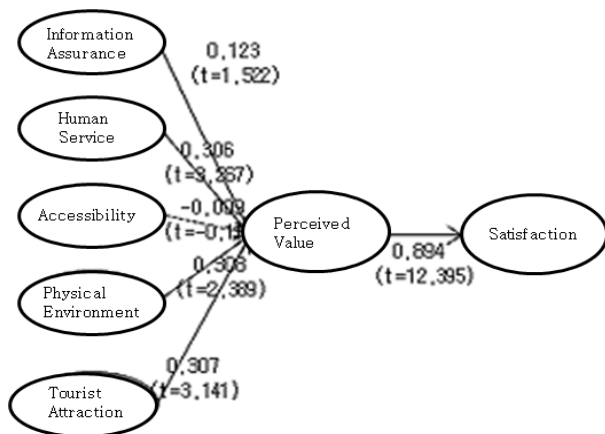 Information
Assurance
0,123
(t=1,522)
Human
Service
0,306
(t=3,267)
Accessibility
-0,099
Perceived
Value
0,894
(t=12,395)
Satisfaction
Physical
Environment
0,308
(t=2,389)
Tourist
Attraction
0,307
(t=3,141)